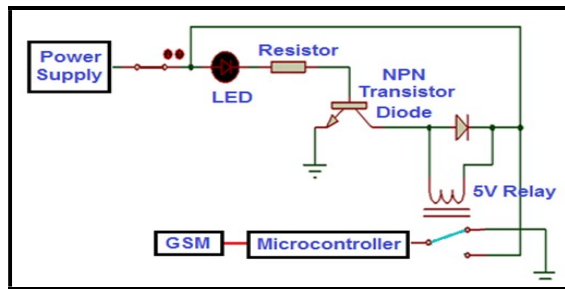 Power
Supply
LED
Resistor
NPN
Transistor
Diode
5V Relay
GSM
Microcontroller